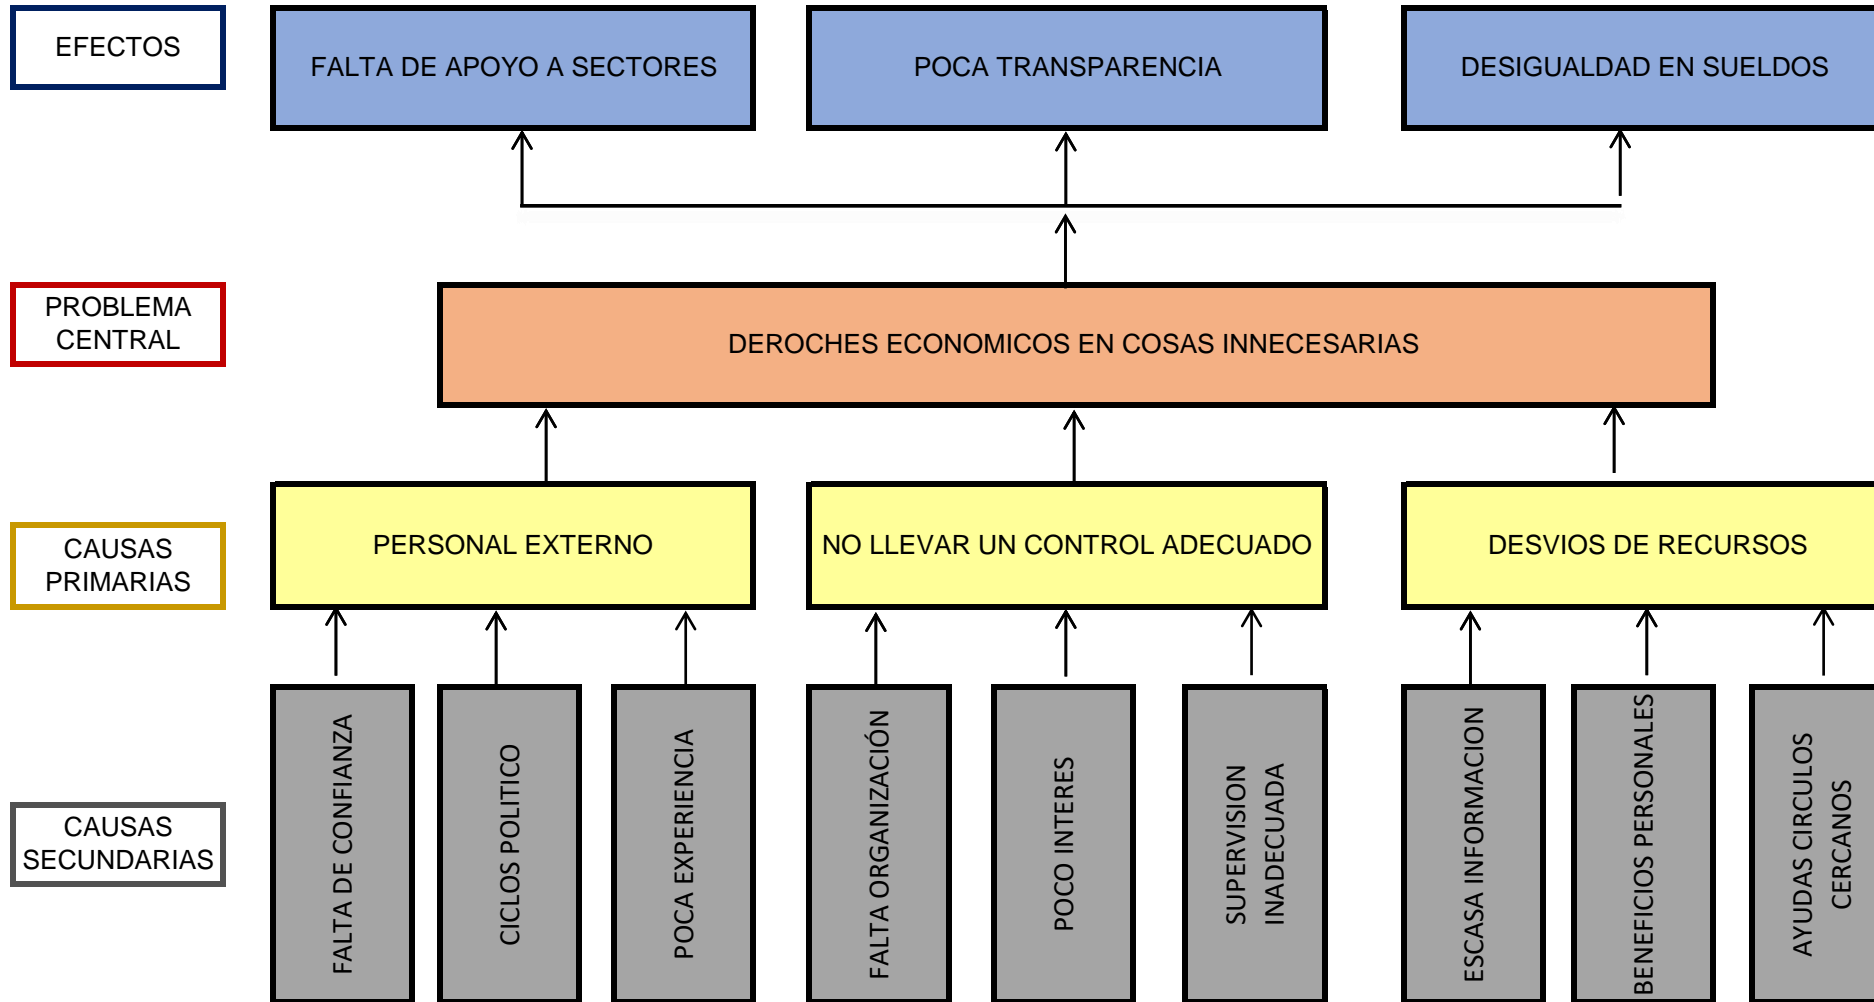 EFECTOS
FALTA DE APOYO A SECTORES
POCA TRANSPARENCIA
DESIGUALDAD EN SUELDOS
PROBLEMA
CENTRAL
DEROCHES ECONOMICOS EN COSAS INNECESARIAS
CAUSAS
PRIMARIAS
PERSONAL EXTERNO
NO LLEVAR UN CONTROL ADECUADO
DESVIOS DE RECURSOS
CAUSAS
SECUNDARIAS
FALTA DE CONFIANZA
CICLOS POLITICO
POCA EXPERIENCIA
FALTA ORGANIZACIÓN
POCO INTERES
SUPERVISION
INADECUADA
ESCASA INFORMACION
BENEFICIOS PERSONALES
AYUDAS CIRCULOS
CERCANOS